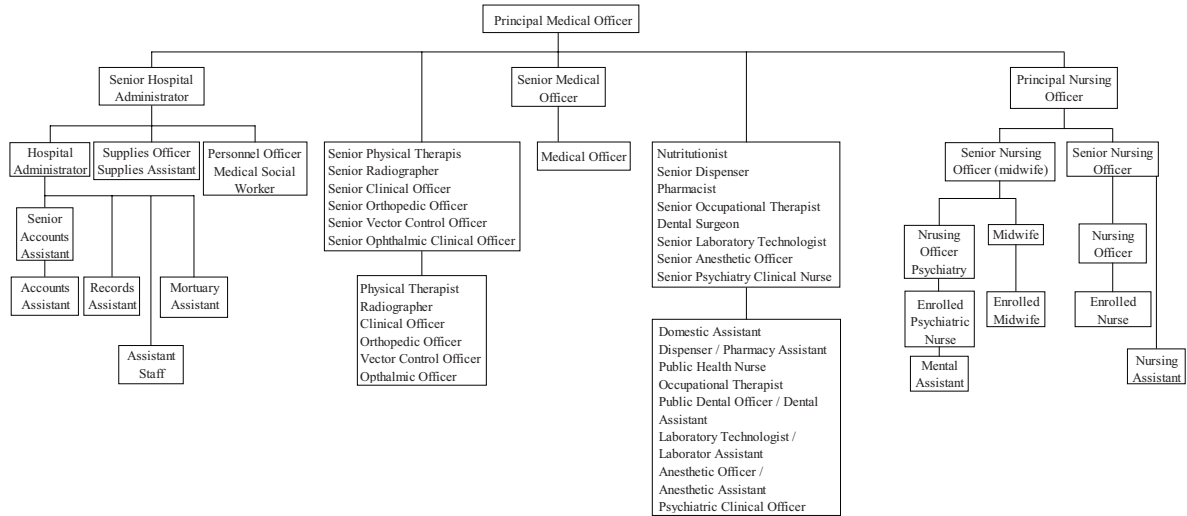 Principal Medical Officer
Senior Hospital
Administrator
Senior Medical
Officer
Principal Nursing
Officer
Hospital
Administrator
Supplies Officer
Supplies Assistant
Personnel Officer
Medical Social
Worker
Senior Physical Therapis
Senior Radiographer
Senior Clinical Officer
Senior Orthopedic Officer
Senior Vector Control Officer
Senior Ophthalmic Clinical Officer
Medical Officer
Nutritutionist
Senior Dispenser
Pharmacist
Senior Occupational Therapist
Dental Surgeon
Senior Laboratory Technologist
Senior Anesthetic Officer
Senior Psychiatry Clinical Nurse
Senior Nursing
Officer (midwife)
Senior Nursing
Officer
Senior
Accounts
Assistant
Accounts
Assistant
Records
Assistant
Mortuary
Assistant
Assistant
Staff
Physical Therapist
Radiographer
Clinical Officer
Orthopedic Officer
Vector Control Officer
Opthalmic Officer
Domestic Assistant
Dispenser / Pharmacy Assistant
Public Health Nurse
Occupational Therapist
Public Dental Officer / Dental
Assistant
Laboratory Technologist /
Laborator Assistant
Anesthetic Officer /
Anesthetic Assistant
Psychiatric Clinical Officer
Nrusing
Officer
Psychiatry
Midwife
Nursing
Officer
Enrolled
Psychiatric
Nurse
Enrolled
Midwife
Enrolled
Nurse
Mental
Assistant
Nursing
Assistant